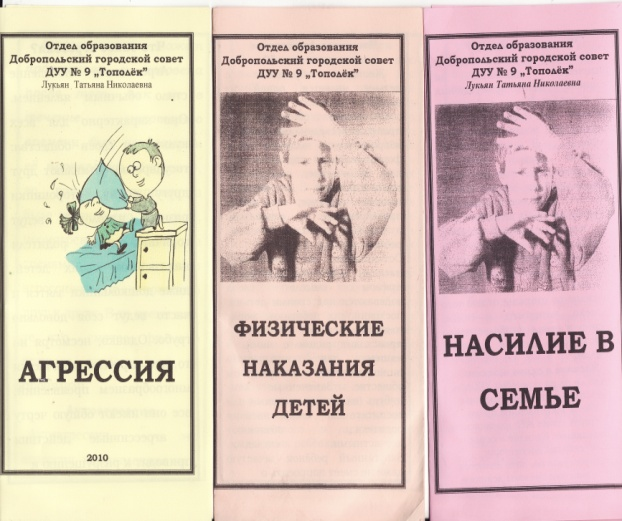 Отдел образования
Добропольский городской совет
ДУУ № 9 „Тополёк”
Лукьян Татьяна Николаевна
АГРЕССИЯ
2010
Отдел образования
Добропольский городской совет
ДУУ № 9 „Тополёк”
ФИЗИЧЕСКИЕ
НАКАЗАНИЯ
ДЕТЕЙ
Отдел образования
Добропольский городской совет
ДУУ № 9 „Тополёк”
Лукьян Татьяна Николаевна
НАСИЛИЕ В
СЕМЬЕ